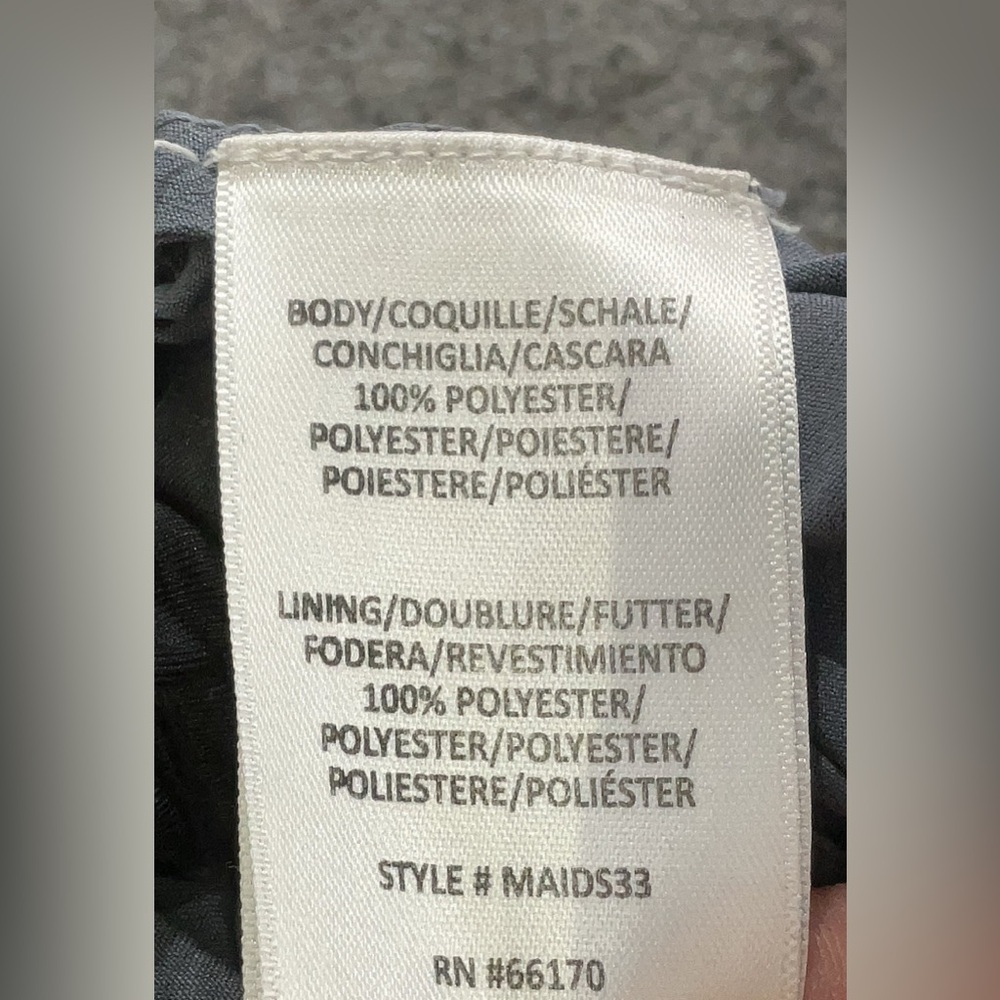 BODY/COQUILLE/SCHALE/
CONCHIGLIA/CASCARA
100% POLYESTER/
POLYESTER/POIESTERE/
POIESTERE/POLIÉSTER
LINING/DOUBLURE/FUTTER/
FODERA/REVESTIMIENTO
100% POLYESTER/
POLYESTER/POLYESTER/
POLIESTERE/POLIÉSTER
STYLE # MAIDS33
RN #66170